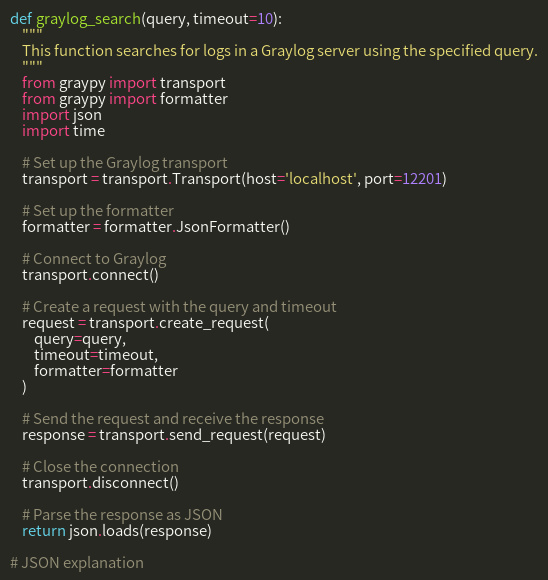 def graylog_search(query, timeout=10):
    """
    This function searches for logs in a Graylog server using the specified query.
    """
    from graypy import transport
    from graypy import formatter
    import json
    import time

    # Set up the Graylog transport
    transport = transport.Transport(host='localhost', port=12201)

    # Set up the formatter
    formatter = formatter.JsonFormatter()

    # Connect to Graylog
    transport.connect()

    # Create a request with the query and timeout
    request = transport.create_request(
        query=query,
        timeout=timeout,
        formatter=formatter
    )

    # Send the request and receive the response
    response = transport.send_request(request)

    # Close the connection
    transport.disconnect()

    # Parse the response as JSON
    return json.loads(response)

# JSON explanation